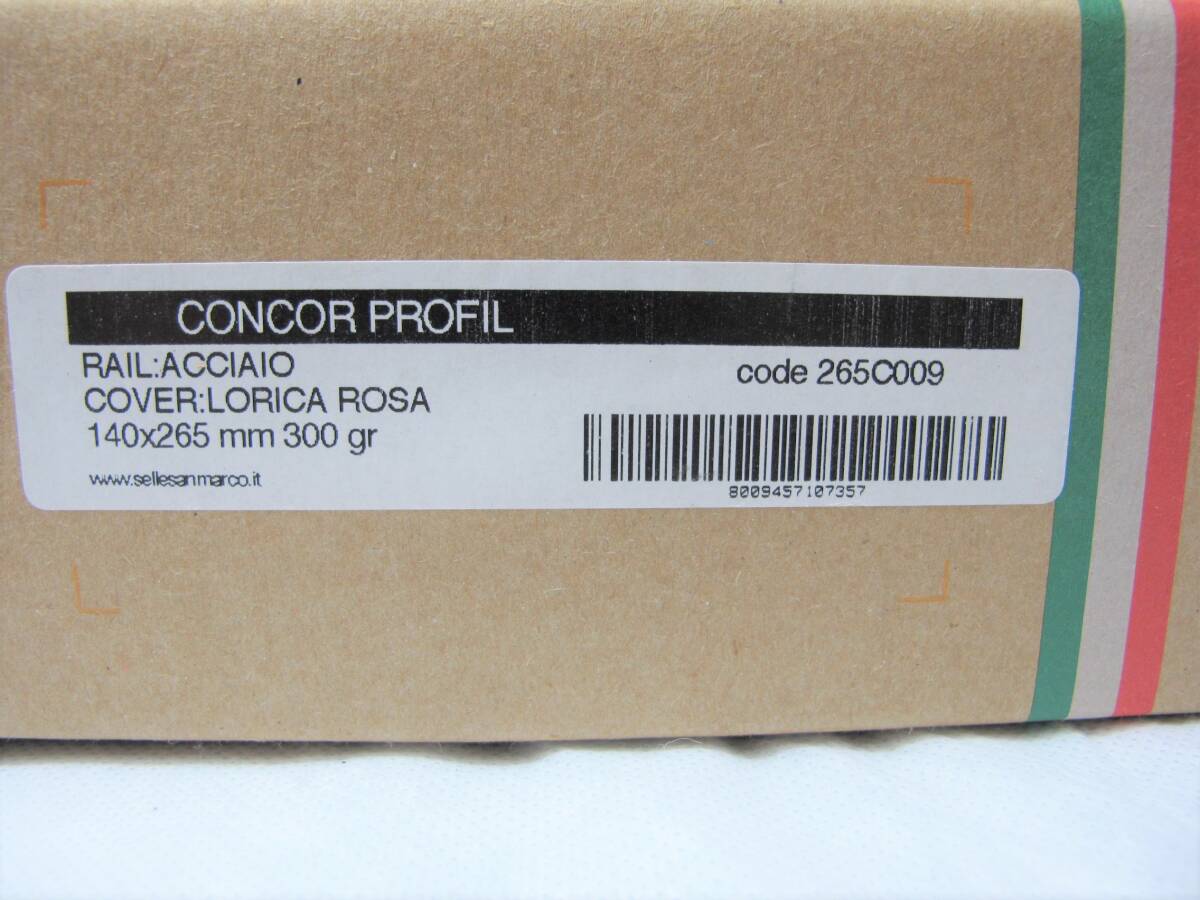 CONCOR PROFIL
RAIL:ACCIAIO
COVER:LORICA ROSA
140x265 mm 300 gr
www.sellesanmarco.it
code 265C009
8009457107357